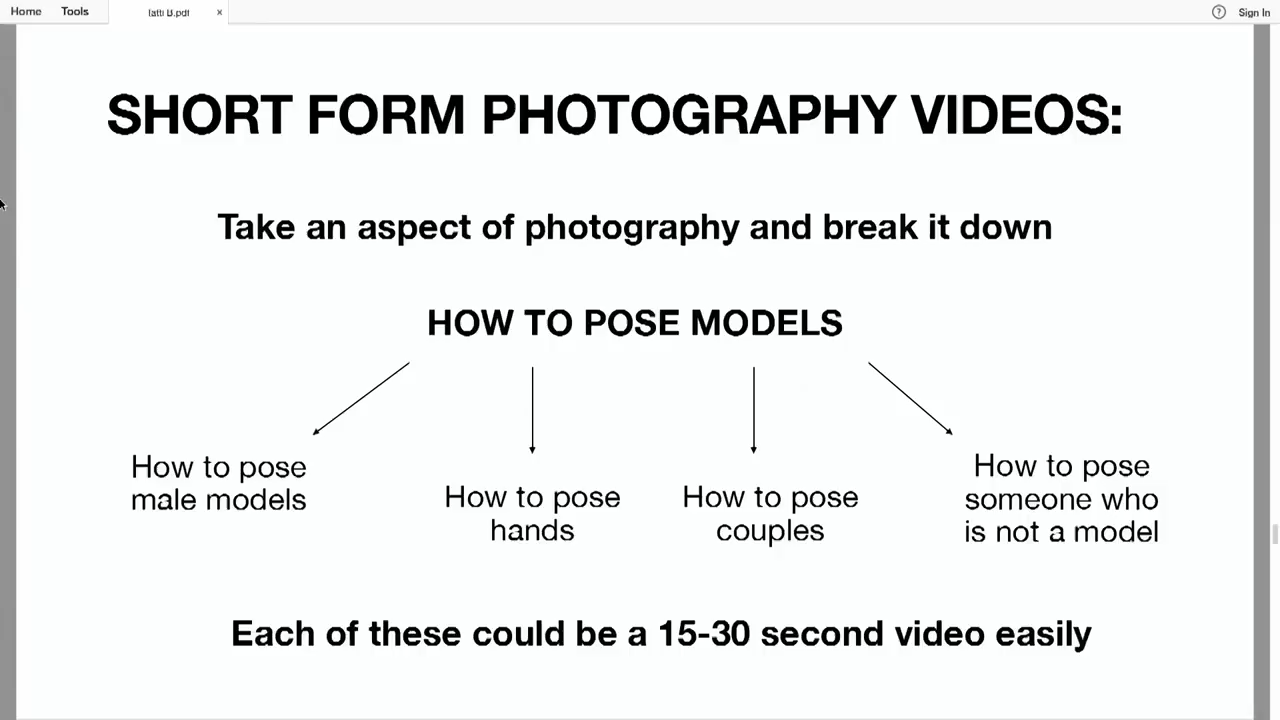 Home Tools .pdf × ? Sign In
SHORT FORM PHOTOGRAPHY VIDEOS:
Take an aspect of photography and break it down
HOW TO POSE MODELS
How to pose
male models
How to pose
hands
How to pose
couples
How to pose
someone who
is not a model
Each of these could be a 15-30 second video easily